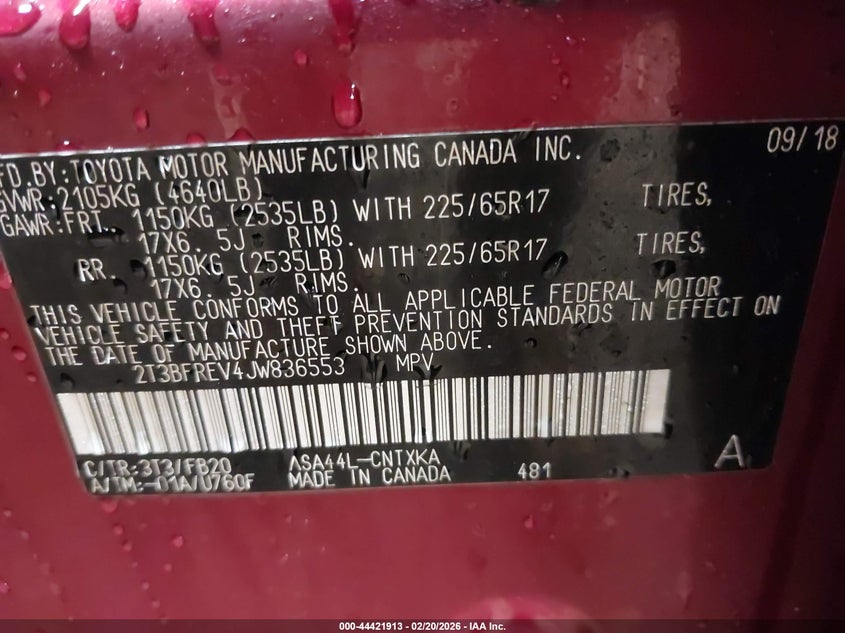 MFD. BY: TOYOTA MOTOR MANUFACTURING CANADA INC. 09/18
GVWR: 2105KG (4640LB)
GAWR: FRT. 1150KG (2535LB) WITH 225/65R17 TIRES,
17X6. 5J RIMS.
RR. 1150KG (2535LB) WITH 225/65R17 TIRES,
17X6. 5J RIMS.
THIS VEHICLE CONFORMS TO ALL APPLICABLE FEDERAL MOTOR
VEHICLE SAFETY AND THEFT PREVENTION STANDARDS IN EFFECT ON
THE DATE OF MANUFACTURE SHOWN ABOVE.
2T3BFREV4JW836553 MPV
C/TR: 3T3/FB20 ASA44L-CNTXKA A
A/TM: -01A/U760F MADE IN CANADA 481
000-44421913 - 02/20/2026 - IAA Inc.